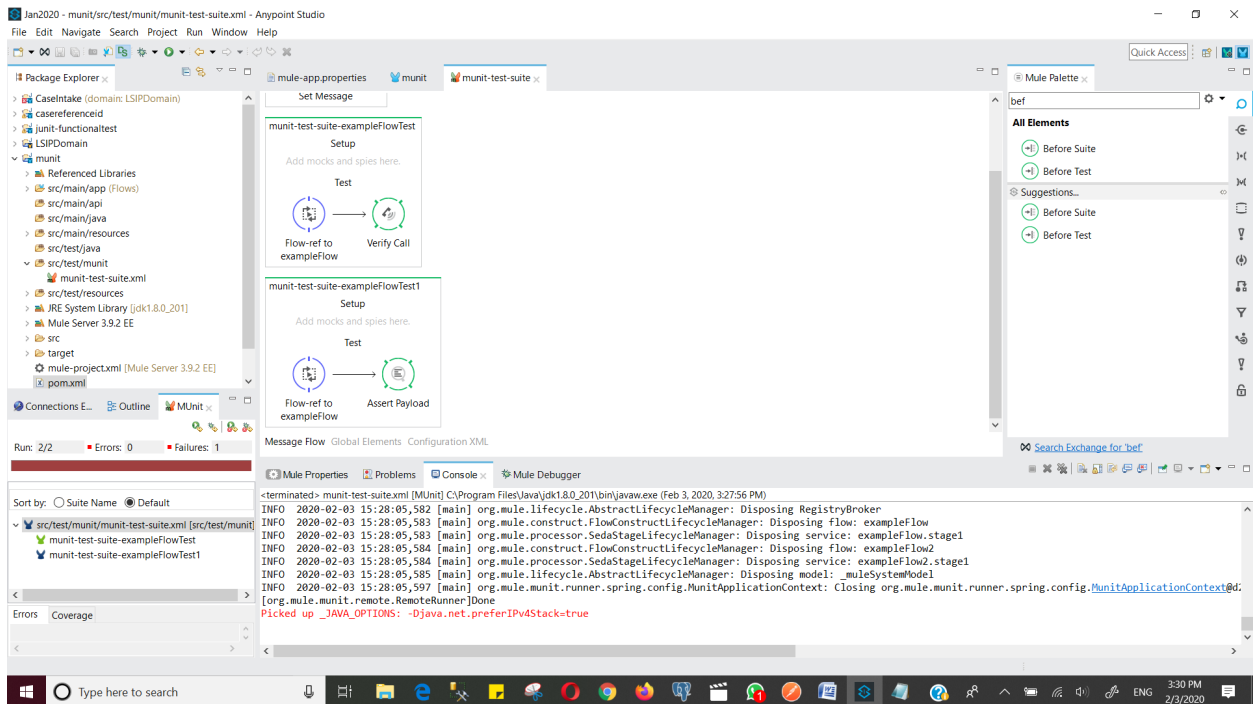 Jan2020 - munit/src/test/munit/munit-test-suite.xml - Anypoint Studio
File Edit Navigate Search Project Run Window Help
Quick Access
Package Explorer
CaseIntake (domain: LSIPDomain)
casereferenceid
junit-functionaltest
LSIPDomain
munit
Referenced Libraries
src/main/app (Flows)
src/main/api
src/main/java
src/main/resources
src/test/java
src/test/munit
munit-test-suite.xml
src/test/resources
JRE System Library [jdk1.8.0_201]
Mule Server 3.9.2 EE
src
target
mule-project.xml [Mule Server 3.9.2 EE]
pom.xml
mule-app.properties munit munit-test-suite
Set Message
munit-test-suite-exampleFlowTest
Setup
Add mocks and spies here.
Test
Flow-ref to
exampleFlow
Verify Call
munit-test-suite-exampleFlowTest1
Setup
Add mocks and spies here.
Test
Flow-ref to
exampleFlow
Assert Payload
Message Flow Global Elements Configuration XML
Mule Palette
bef
All Elements
Before Suite
Before Test
Suggestions...
Before Suite
Before Test
Search Exchange for 'bef'
Connections E... Outline MUnit
Run: 2/2 Errors: 0 Failures: 1
Sort by: Suite Name Default
src/test/munit/munit-test-suite.xml [src/test/munit]
munit-test-suite-exampleFlowTest
munit-test-suite-exampleFlowTest1
Errors Coverage
Mule Properties Problems Console Mule Debugger
<terminated> munit-test-suite.xml [MUnit] C:\Program Files\Java\jdk1.8.0_201\bin\javaw.exe (Feb 3, 2020, 3:27:56 PM)
INFO 2020-02-03 15:28:05,582 [main] org.mule.lifecycle.AbstractLifecycleManager: Disposing RegistryBroker
INFO 2020-02-03 15:28:05,583 [main] org.mule.construct.FlowConstructLifecycleManager: Disposing flow: exampleFlow
INFO 2020-02-03 15:28:05,583 [main] org.mule.processor.SedaStageLifecycleManager: Disposing service: exampleFlow.stage1
INFO 2020-02-03 15:28:05,584 [main] org.mule.construct.FlowConstructLifecycleManager: Disposing flow: exampleFlow2
INFO 2020-02-03 15:28:05,584 [main] org.mule.processor.SedaStageLifecycleManager: Disposing service: exampleFlow2.stage1
INFO 2020-02-03 15:28:05,585 [main] org.mule.lifecycle.AbstractLifecycleManager: Disposing model: _muleSystemModel
INFO 2020-02-03 15:28:05,597 [main] org.mule.munit.runner.spring.config.MunitApplicationContext: Closing org.mule.munit.runner.spring.config.MunitApplicationContext@d2
[org.mule.munit.remote.RemoteRunner]Done
Picked up _JAVA_OPTIONS: -Djava.net.preferIPv4Stack=true
Type here to search
1
ENG
3:30 PM
2/3/2020